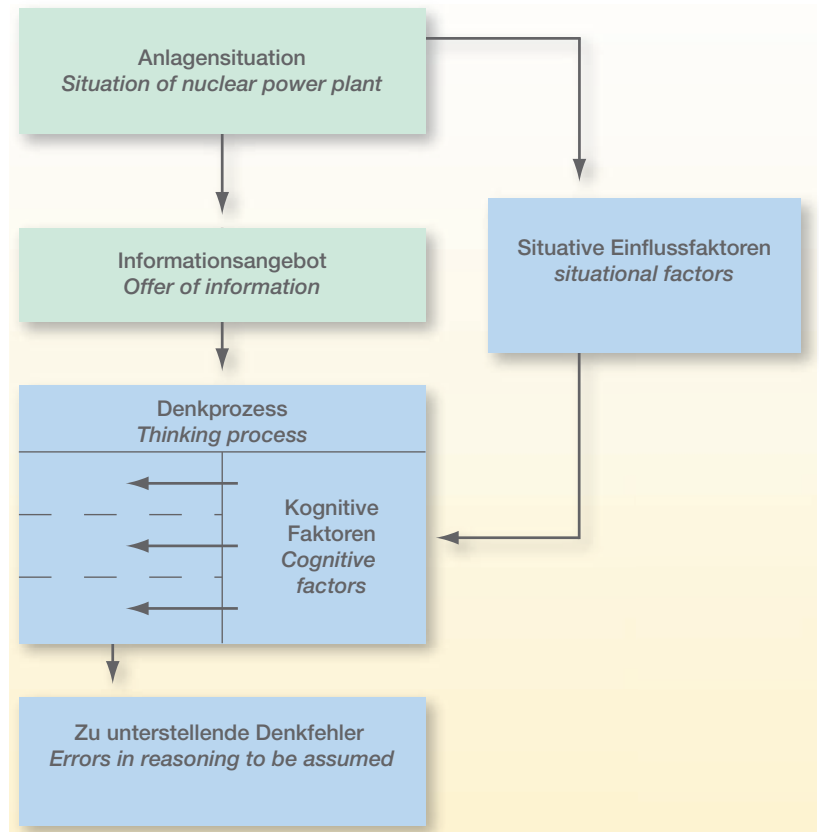 Anlagensituation
Situation of nuclear power plant
Informationsangebot
Offer of information
Situative Einflussfaktoren
situational factors
Denkprozess
Thinking process
Kognitive
Faktoren
Cognitive
factors
Zu unterstellende Denkfehler
Errors in reasoning to be assumed